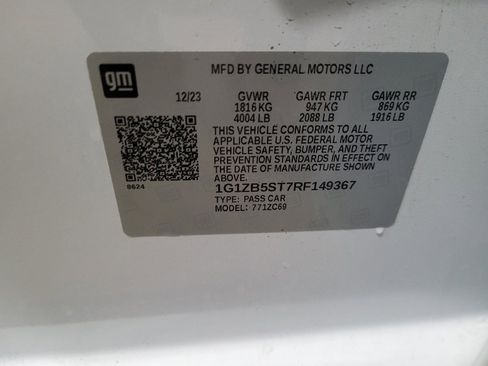 gm
MFD BY GENERAL MOTORS LLC
12/23 GVWR GAWR FRT GAWR RR
1816 KG 947 KG 869 KG
4004 LB 2088 LB 1916 LB
THIS VEHICLE CONFORMS TO ALL
APPLICABLE U.S. FEDERAL MOTOR
VEHICLE SAFETY, BUMPER, AND THEFT
PREVENTION STANDARDS IN EFFECT ON
THE DATE OF MANUFACTURE SHOWN
ABOVE.
8624
1G1ZB5ST7RF149367
TYPE: PASS CAR
MODEL: 771ZC69